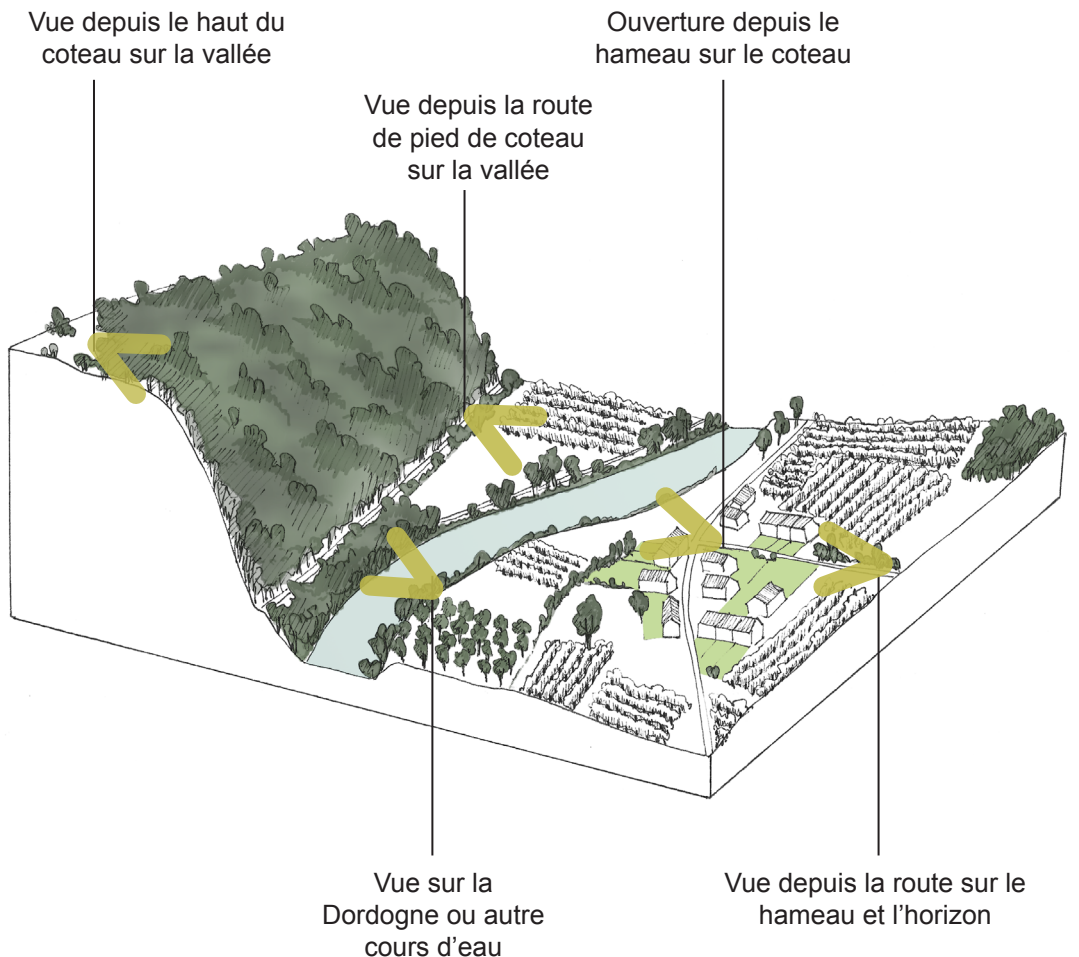 Vue depuis le haut du
coteau sur la vallée
Ouverture depuis le
hameau sur le coteau
Vue depuis la route
de pied de coteau
sur la vallée
Vue sur la
Dordogne ou autre
cours d’eau
Vue depuis la route sur le
hameau et l’horizon